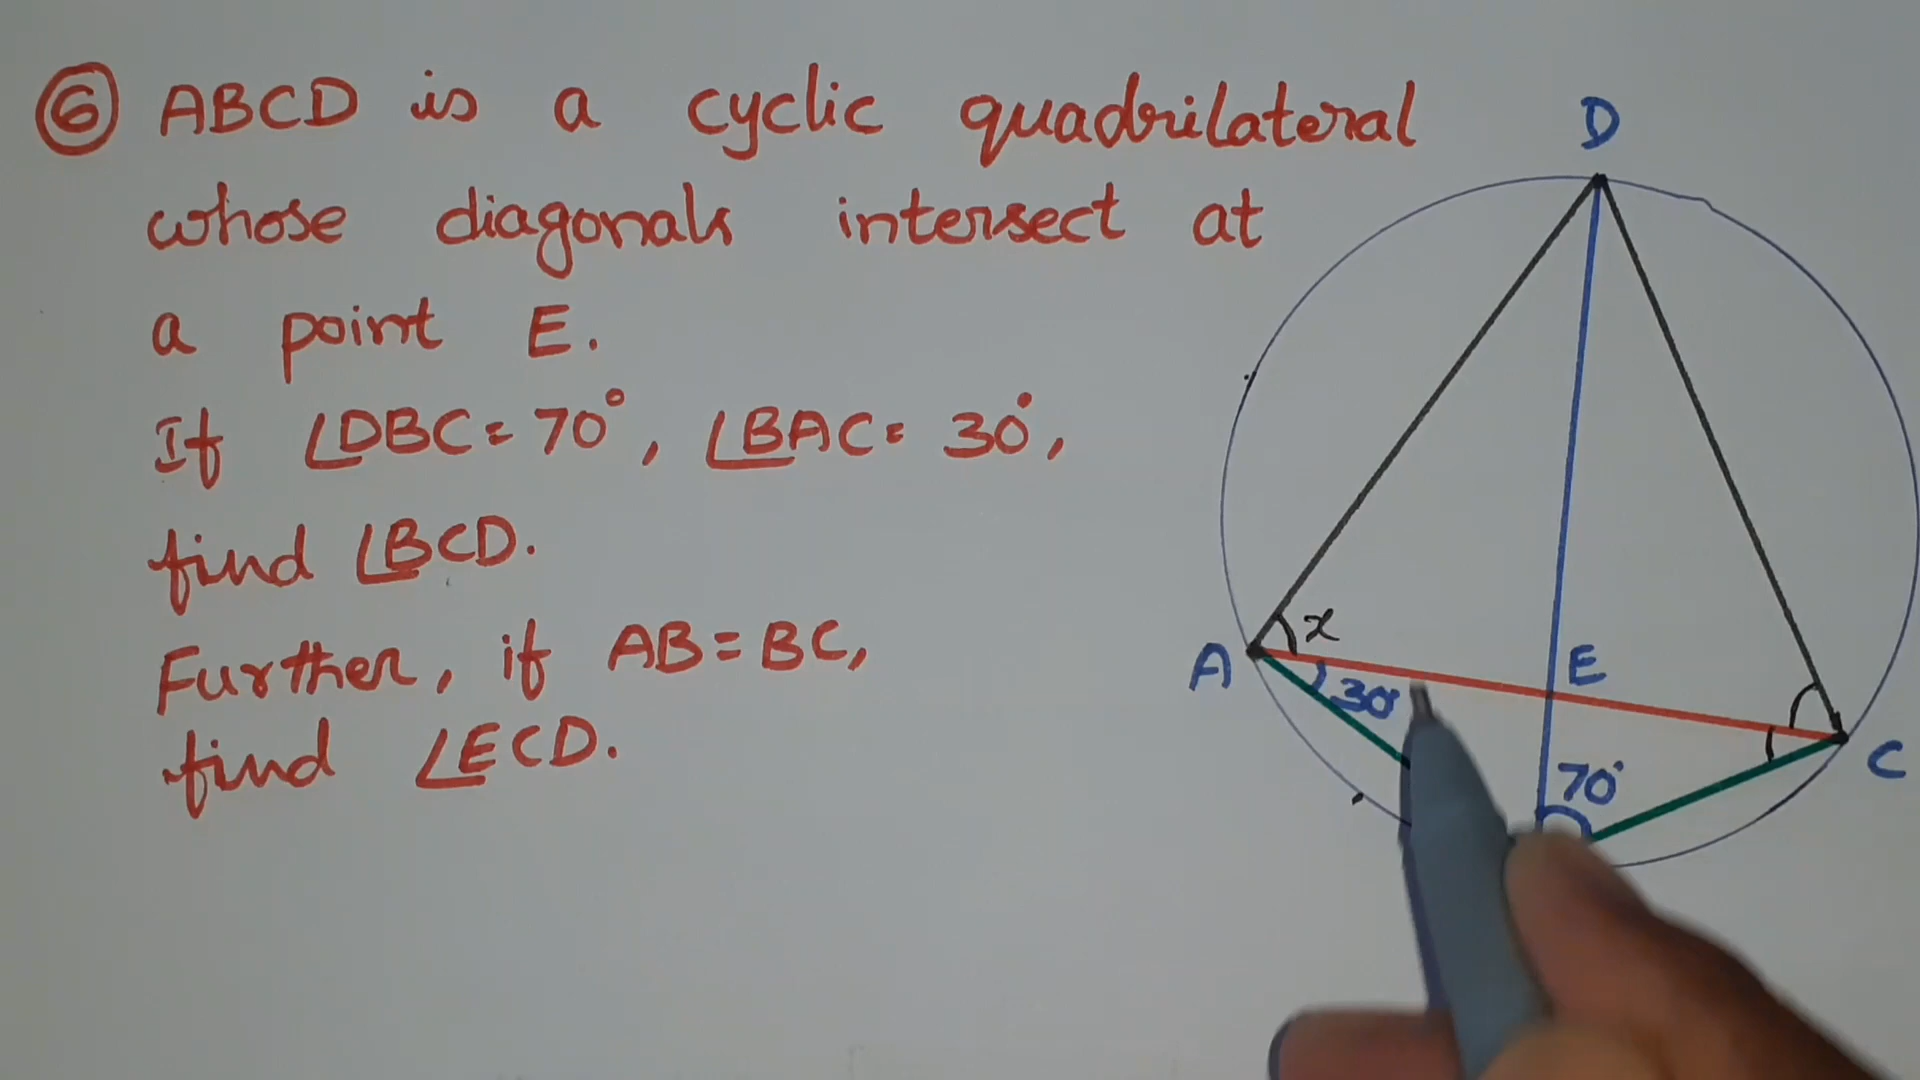 6 ABCD is a cyclic quadrilateral
whose diagonals intersect at
a point E.
If ∠DBC = 70°, ∠BAC = 30°,
find ∠BCD.
Further, if AB = BC,
find ∠ECD.
D
x
A
E
30°
C
70°